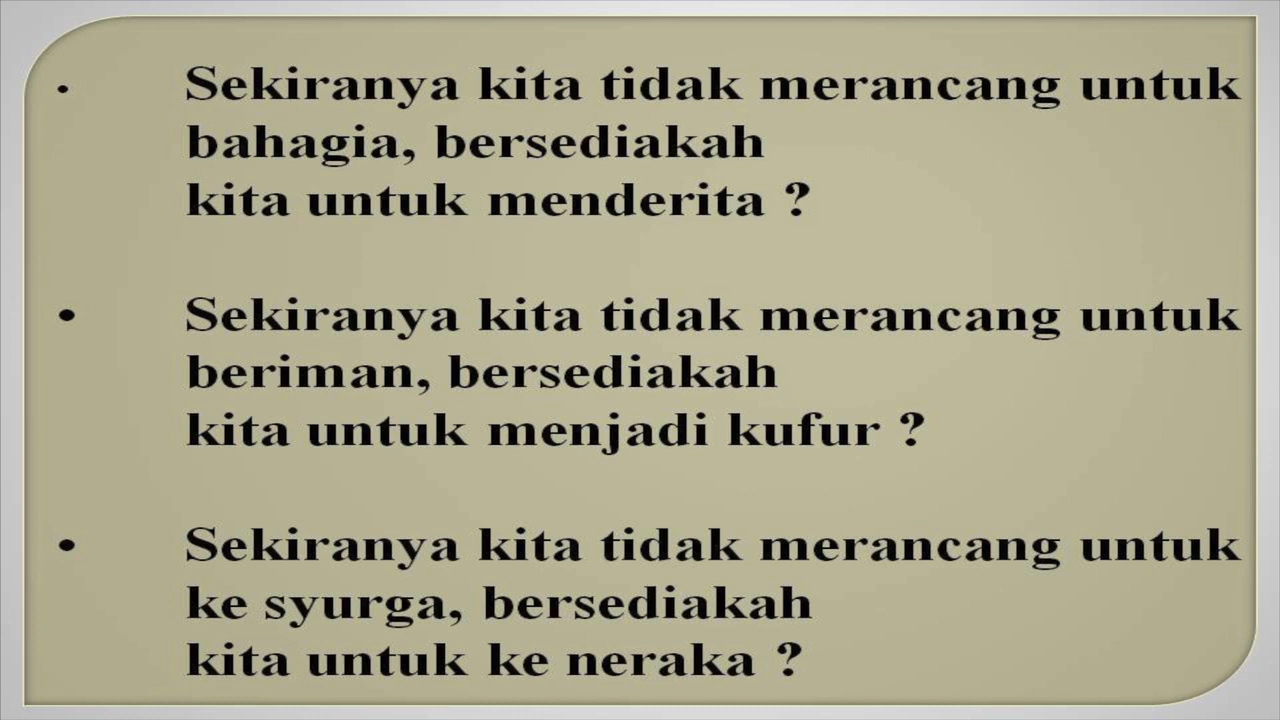 • Sekiranya kita tidak merancang untuk
bahagia, bersediakah
kita untuk menderita ?
• Sekiranya kita tidak merancang untuk
beriman, bersediakah
kita untuk menjadi kufur ?
• Sekiranya kita tidak merancang untuk
ke syurga, bersediakah
kita untuk ke neraka ?